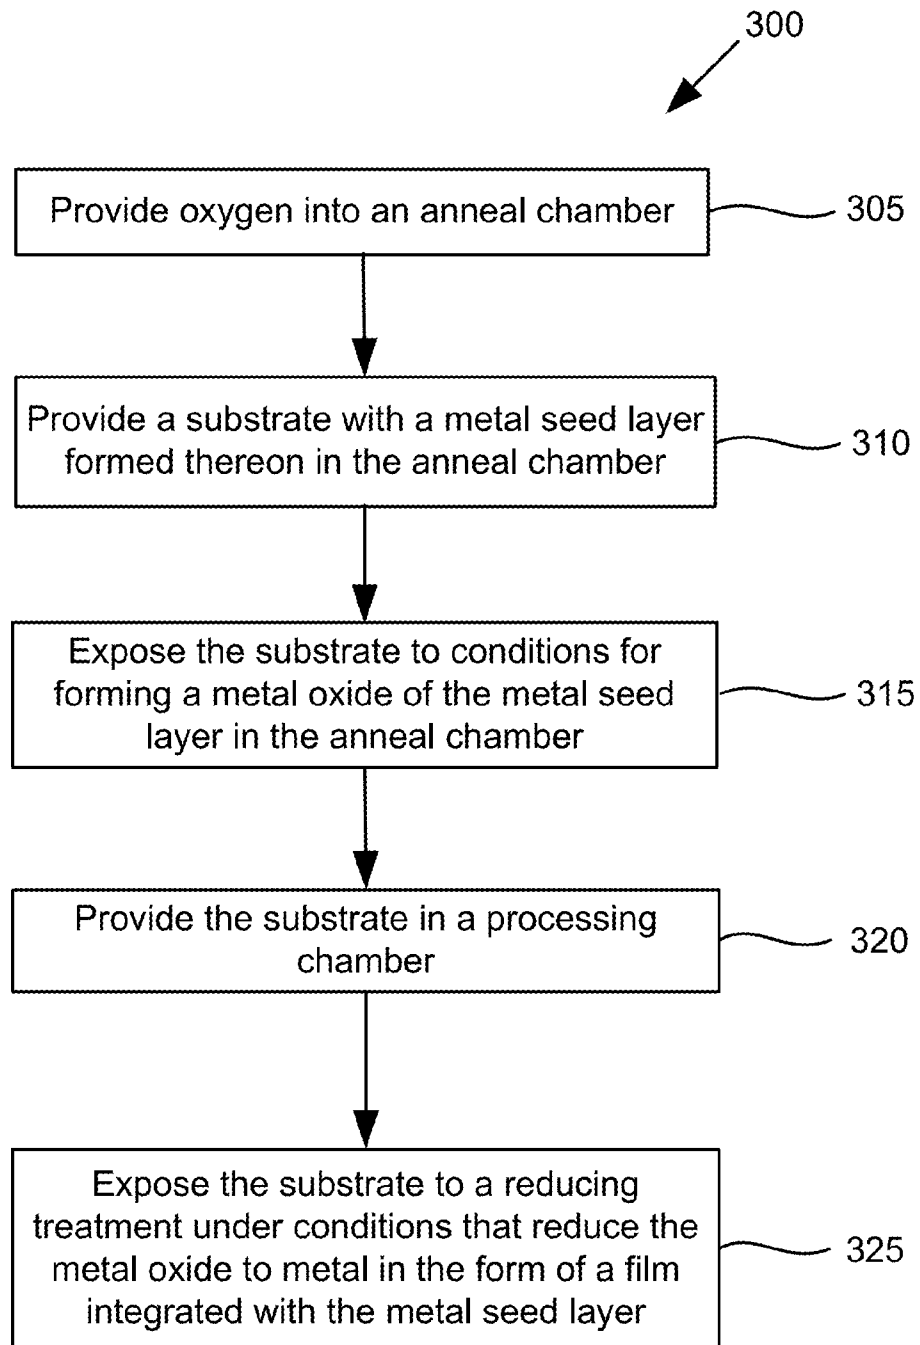 300
Provide oxygen into an anneal chamber
305
Provide a substrate with a metal seed layer
formed thereon in the anneal chamber
310
Expose the substrate to conditions for
forming a metal oxide of the metal seed
layer in the anneal chamber
315
Provide the substrate in a processing
chamber
320
Expose the substrate to a reducing
treatment under conditions that reduce the
metal oxide to metal in the form of a film
integrated with the metal seed layer
325